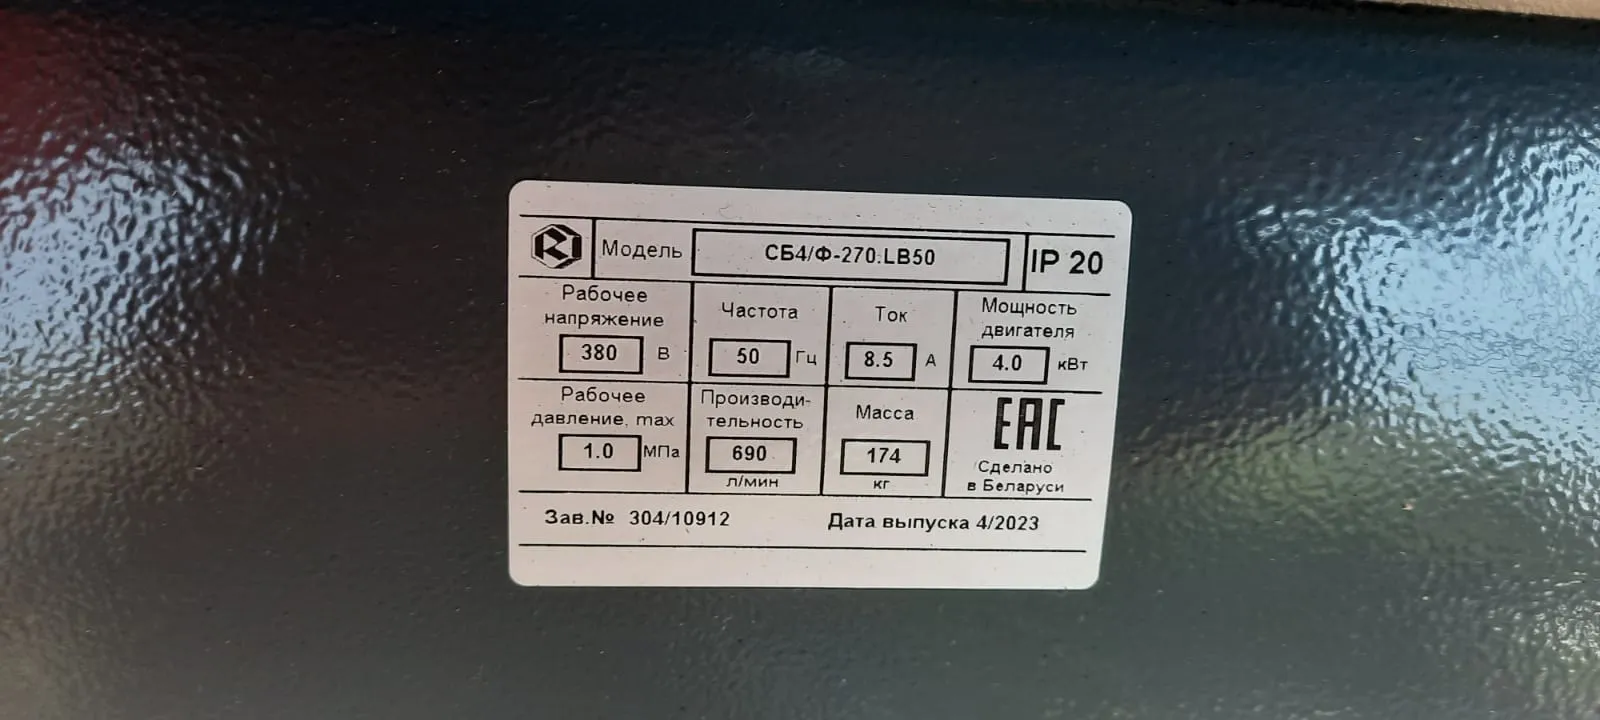 Модель СБ4/Ф-270.LB50 IP 20
Рабочее напряжение 380 В
Частота 50 Гц
Ток 8.5 А
Мощность двигателя 4.0 кВт
Рабочее давление, max 1.0 МПа
Производи-
тельность 690 л/мин
Масса 174 кг
ЕАС
Сделано
в Беларуси
Зав.№ 304/10912 Дата выпуска 4/2023